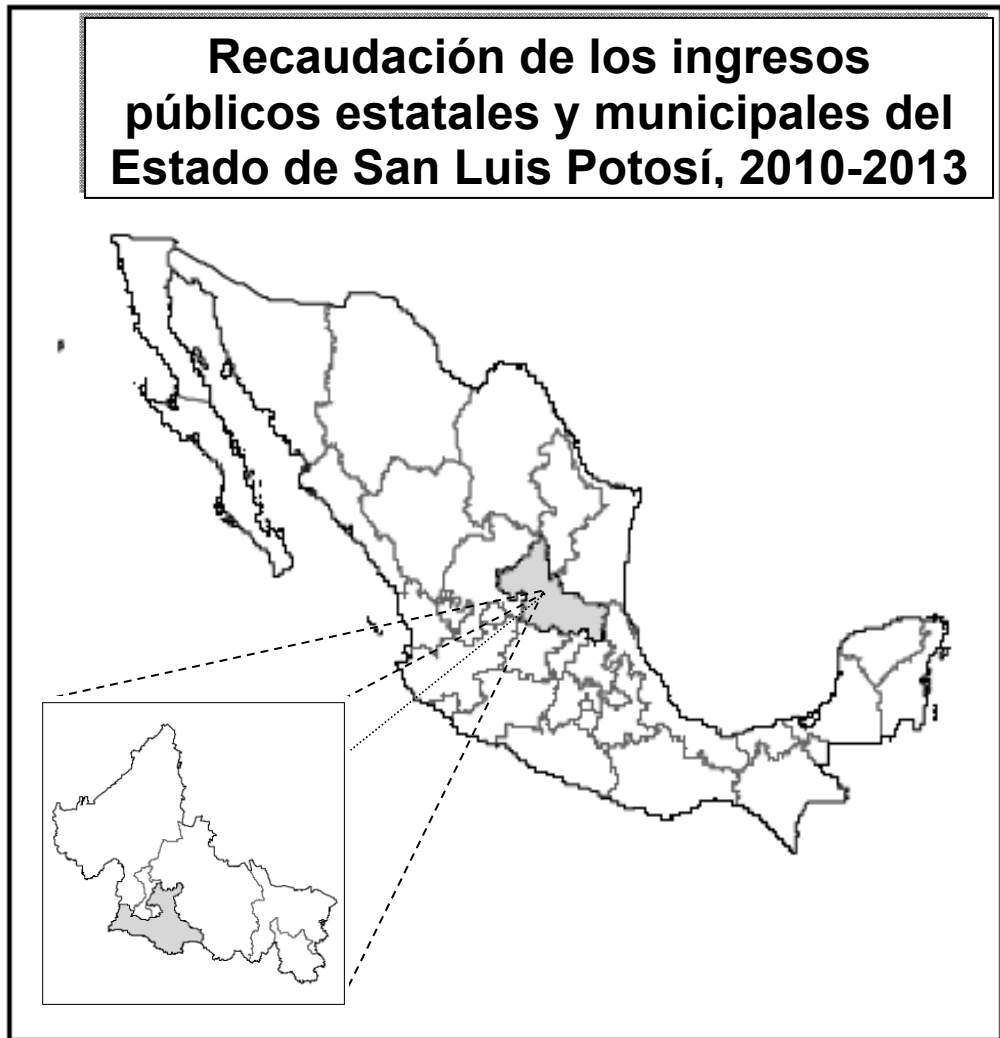 Recaudación de los ingresos
públicos estatales y municipales del
Estado de San Luis Potosí, 2010-2013